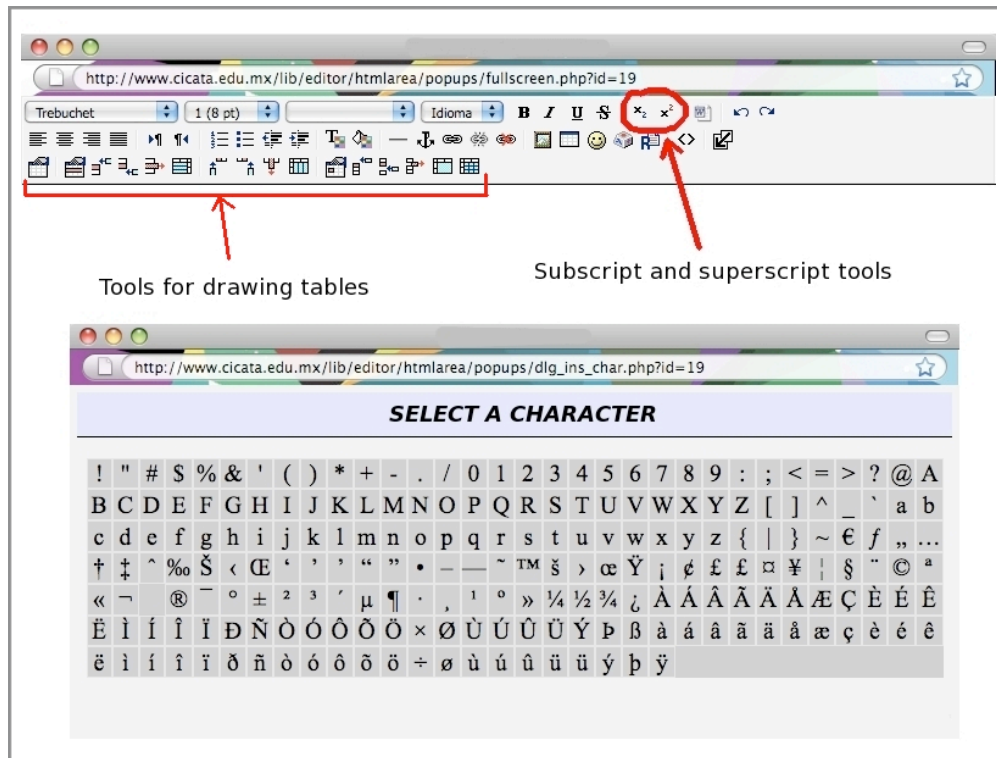 http://www.cicata.edu.mx/lib/editor/htmlarea/popups/fullscreen.php?id=19
Trebuchet 1 (8 pt) Idioma B I U S x₂ x²
Tools for drawing tables
Subscript and superscript tools
http://www.cicata.edu.mx/lib/editor/htmlarea/popups/dlg_ins_char.php?id=19
SELECT A CHARACTER
! " # $ % & ' ( ) * + - . / 0 1 2 3 4 5 6 7 8 9 : ; < = > ? @ A
B C D E F G H I J K L M N O P Q R S T U V W X Y Z [ ] ^ _ ` a b
c d e f g h i j k l m n o p q r s t u v w x y z { | } ~ € ƒ „ …
† ‡ ˆ ‰ Š ‹ Œ ‘ ’ ’ “ ” • – — ˜ ™ š › œ Ÿ ¡ ¢ £ £ ¤ ¥ ¦ § ¨ © ª
« ¬ ® ¯ ° ± ² ³ ´ µ ¶ · ¸ ¹ º » ¼ ½ ¾ ¿ À Á Â Ã Ä Å Æ Ç È É Ê
Ë Ì Í Î Ï Ð Ñ Ò Ó Ô Õ Ö × Ø Ù Ú Û Ü Ý Þ ß à á â ã ä å æ ç è é ê
ë ì í î ï ð ñ ò ó ô õ ö ÷ ø ù ú û ü ü ý þ ÿ